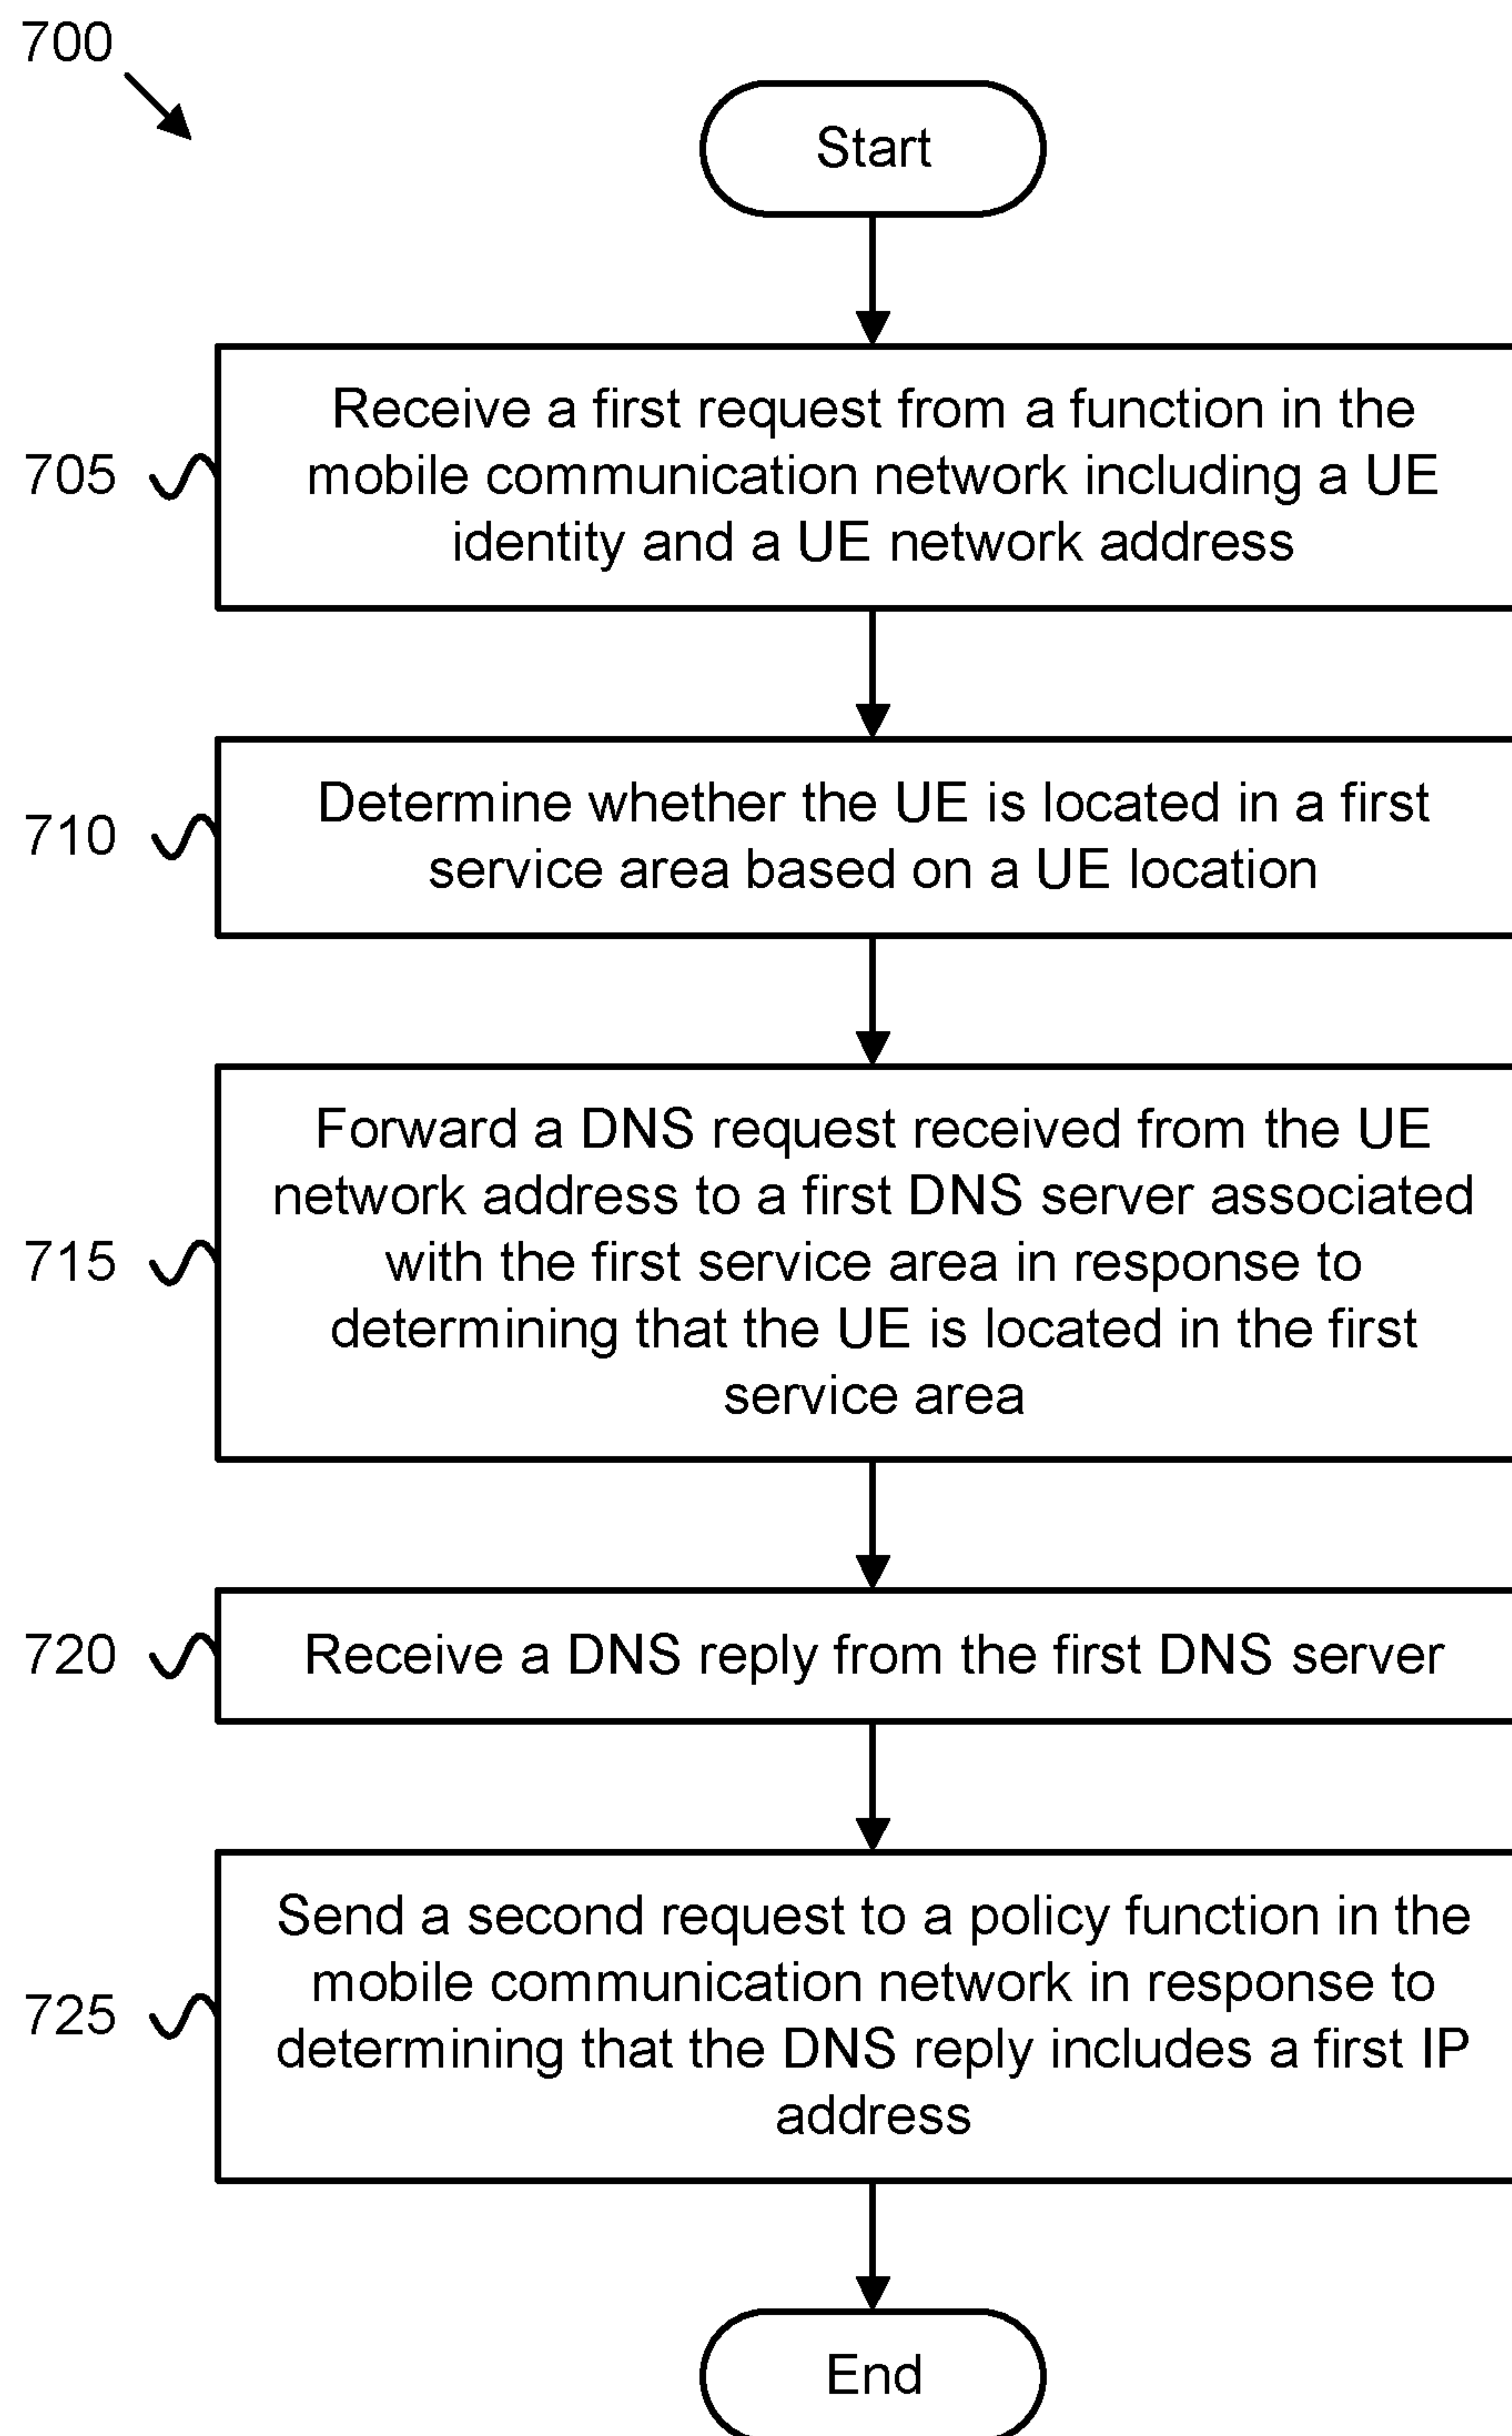 700
Start
705
Receive a first request from a function in the
mobile communication network including a UE
identity and a UE network address
710
Determine whether the UE is located in a first
service area based on a UE location
715
Forward a DNS request received from the UE
network address to a first DNS server associated
with the first service area in response to
determining that the UE is located in the first
service area
720
Receive a DNS reply from the first DNS server
725
Send a second request to a policy function in the
mobile communication network in response to
determining that the DNS reply includes a first IP
address
End